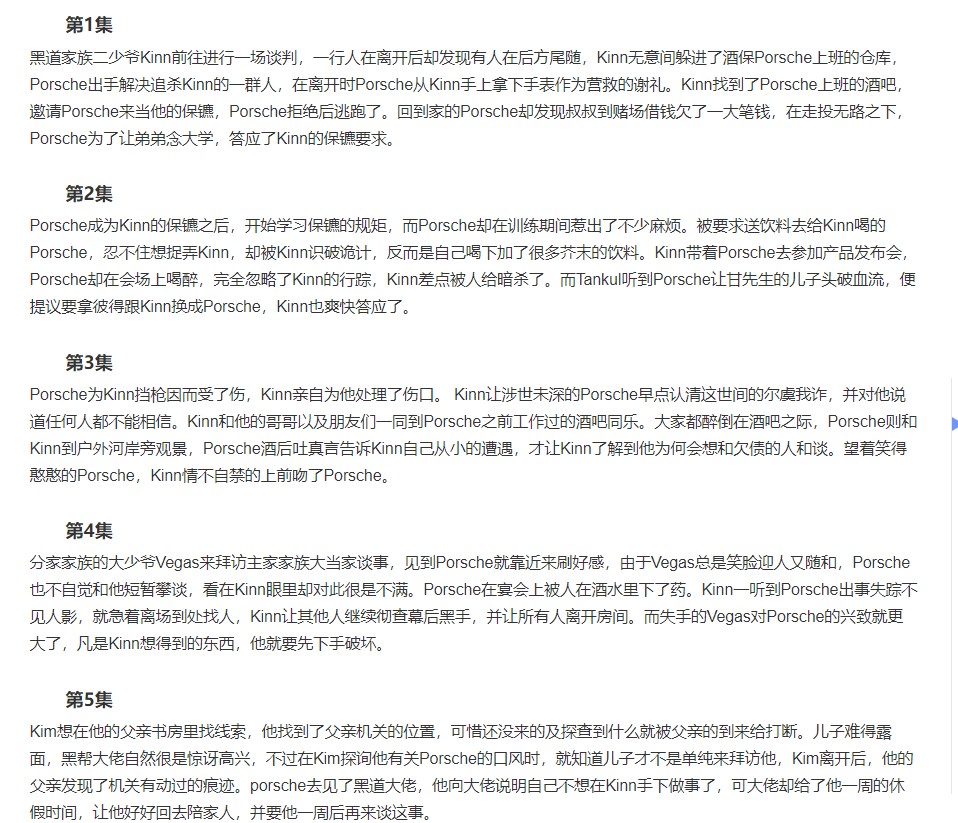 第1集
黑道家族二少爷Kinn前往进行一场谈判，一行人在离开后却发现有人在后方尾随，Kinn无意间躲进了酒保Porsche上班的仓库，
Porsche出手解决追杀Kinn的一群人，在离开时Porsche从Kinn手上拿下手表作为营救的谢礼。Kinn找到了Porsche上班的酒吧，
邀请Porsche来当他的保镳，Porsche拒绝后逃跑了。回到家的Porsche却发现叔叔到赌场借钱欠了一大笔钱，在走投无路之下，
Porsche为了让弟弟念大学，答应了Kinn的保镳要求。
第2集
Porsche成为Kinn的保镳之后，开始学习保镳的规矩，而Porsche却在训练期间惹出了不少麻烦。被要求送饮料去给Kinn喝的
Porsche，忍不住想捉弄Kinn，却被Kinn识破诡计，反而是自己喝下加了很多芥末的饮料。Kinn带着Porsche去参加产品发布会，
Porsche却在会场上喝醉，完全忽略了Kinn的行踪，Kinn差点被人给暗杀了。而Tankul听到Porsche让甘先生的儿子头破血流，便
提议要拿彼得跟Kinn换成Porsche，Kinn也爽快答应了。
第3集
Porsche为Kinn挡枪因而受了伤，Kinn亲自为他处理了伤口。 Kinn让涉世未深的Porsche早点认清这世间的尔虞我诈，并对他说
道任何人都不能相信。Kinn和他的哥哥以及朋友们一同到Porsche之前工作过的酒吧同乐。大家都醉倒在酒吧之际，Porsche则和
Kinn到户外河岸旁观景，Porsche酒后吐真言告诉Kinn自己从小的遭遇，才让Kinn了解到他为何会想和欠债的人和谈。望着笑得
憨憨的Porsche，Kinn情不自禁的上前吻了Porsche。
第4集
分家家族的大少爷Vegas来拜访主家家族大当家谈事，见到Porsche就靠近来刷好感，由于Vegas总是笑脸迎人又随和，Porsche
也不自觉和他短暂攀谈，看在Kinn眼里却对此很是不满。Porsche在宴会上被人在酒水里下了药。Kinn一听到Porsche出事失踪不
见人影，就急着离场到处找人，Kinn让其他人继续彻查幕后黑手，并让所有人离开房间。而失手的Vegas对Porsche的兴致就更
大了，凡是Kinn想得到的东西，他就要先下手破坏。
第5集
Kim想在他的父亲书房里找线索，他找到了父亲机关的位置，可惜还没来的及探查到什么就被父亲的到来给打断。儿子难得露
面，黑帮大佬自然很是惊讶高兴，不过在Kim探询他有关Porsche的口风时，就知道儿子才不是单纯来拜访他，Kim离开后，他的
父亲发现了机关有动过的痕迹。porsche去见了黑道大佬，他向大佬说明自己不想在Kinn手下做事了，可大佬却给了他一周的休
假时间，让他好好回去陪家人，并要他一周后再来谈这事。